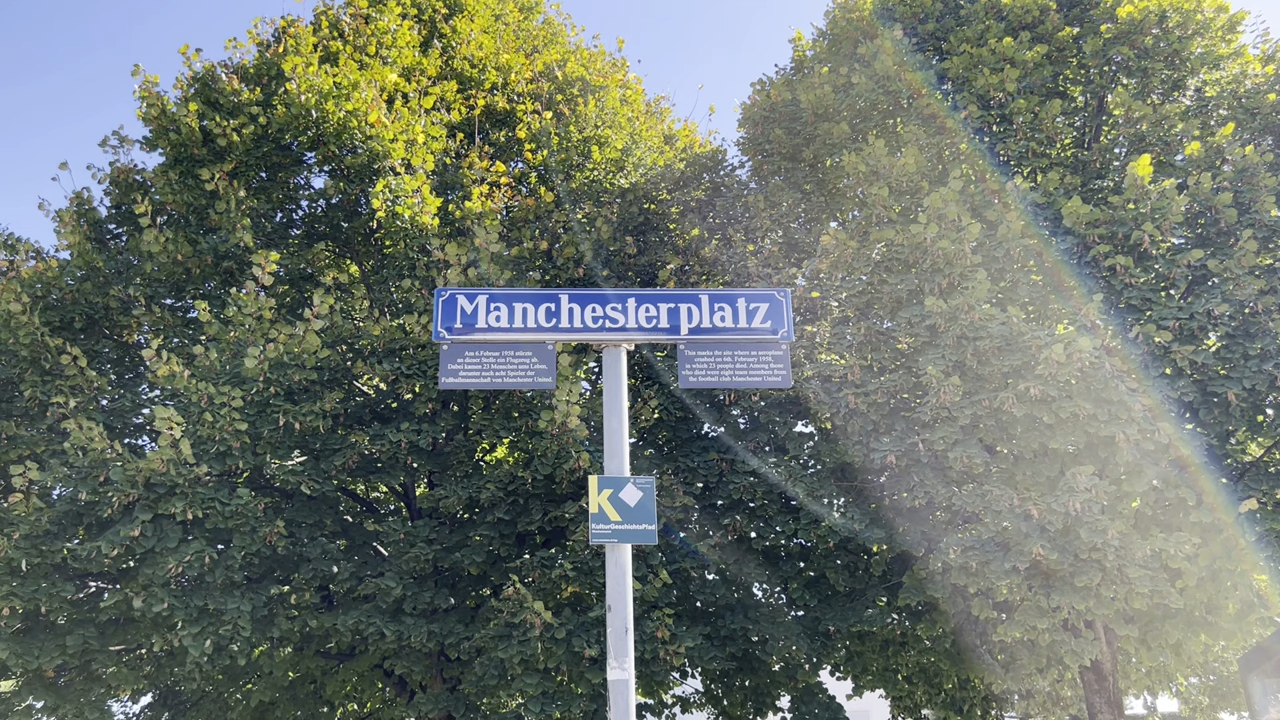 Manchesterplatz
Am 6.Februar 1958 stürzte
an dieser Stelle ein Flugzeug ab.
Dabei kamen 23 Menschen ums Leben,
darunter auch acht Spieler der
Fußballmannschaft von Manchester United.
This marks the site where an aeroplane
crashed on 6th. February 1958,
in which 23 people died. Among those
who died were eight team members from
the football club Manchester United.
k
KulturGeschichtsPfad